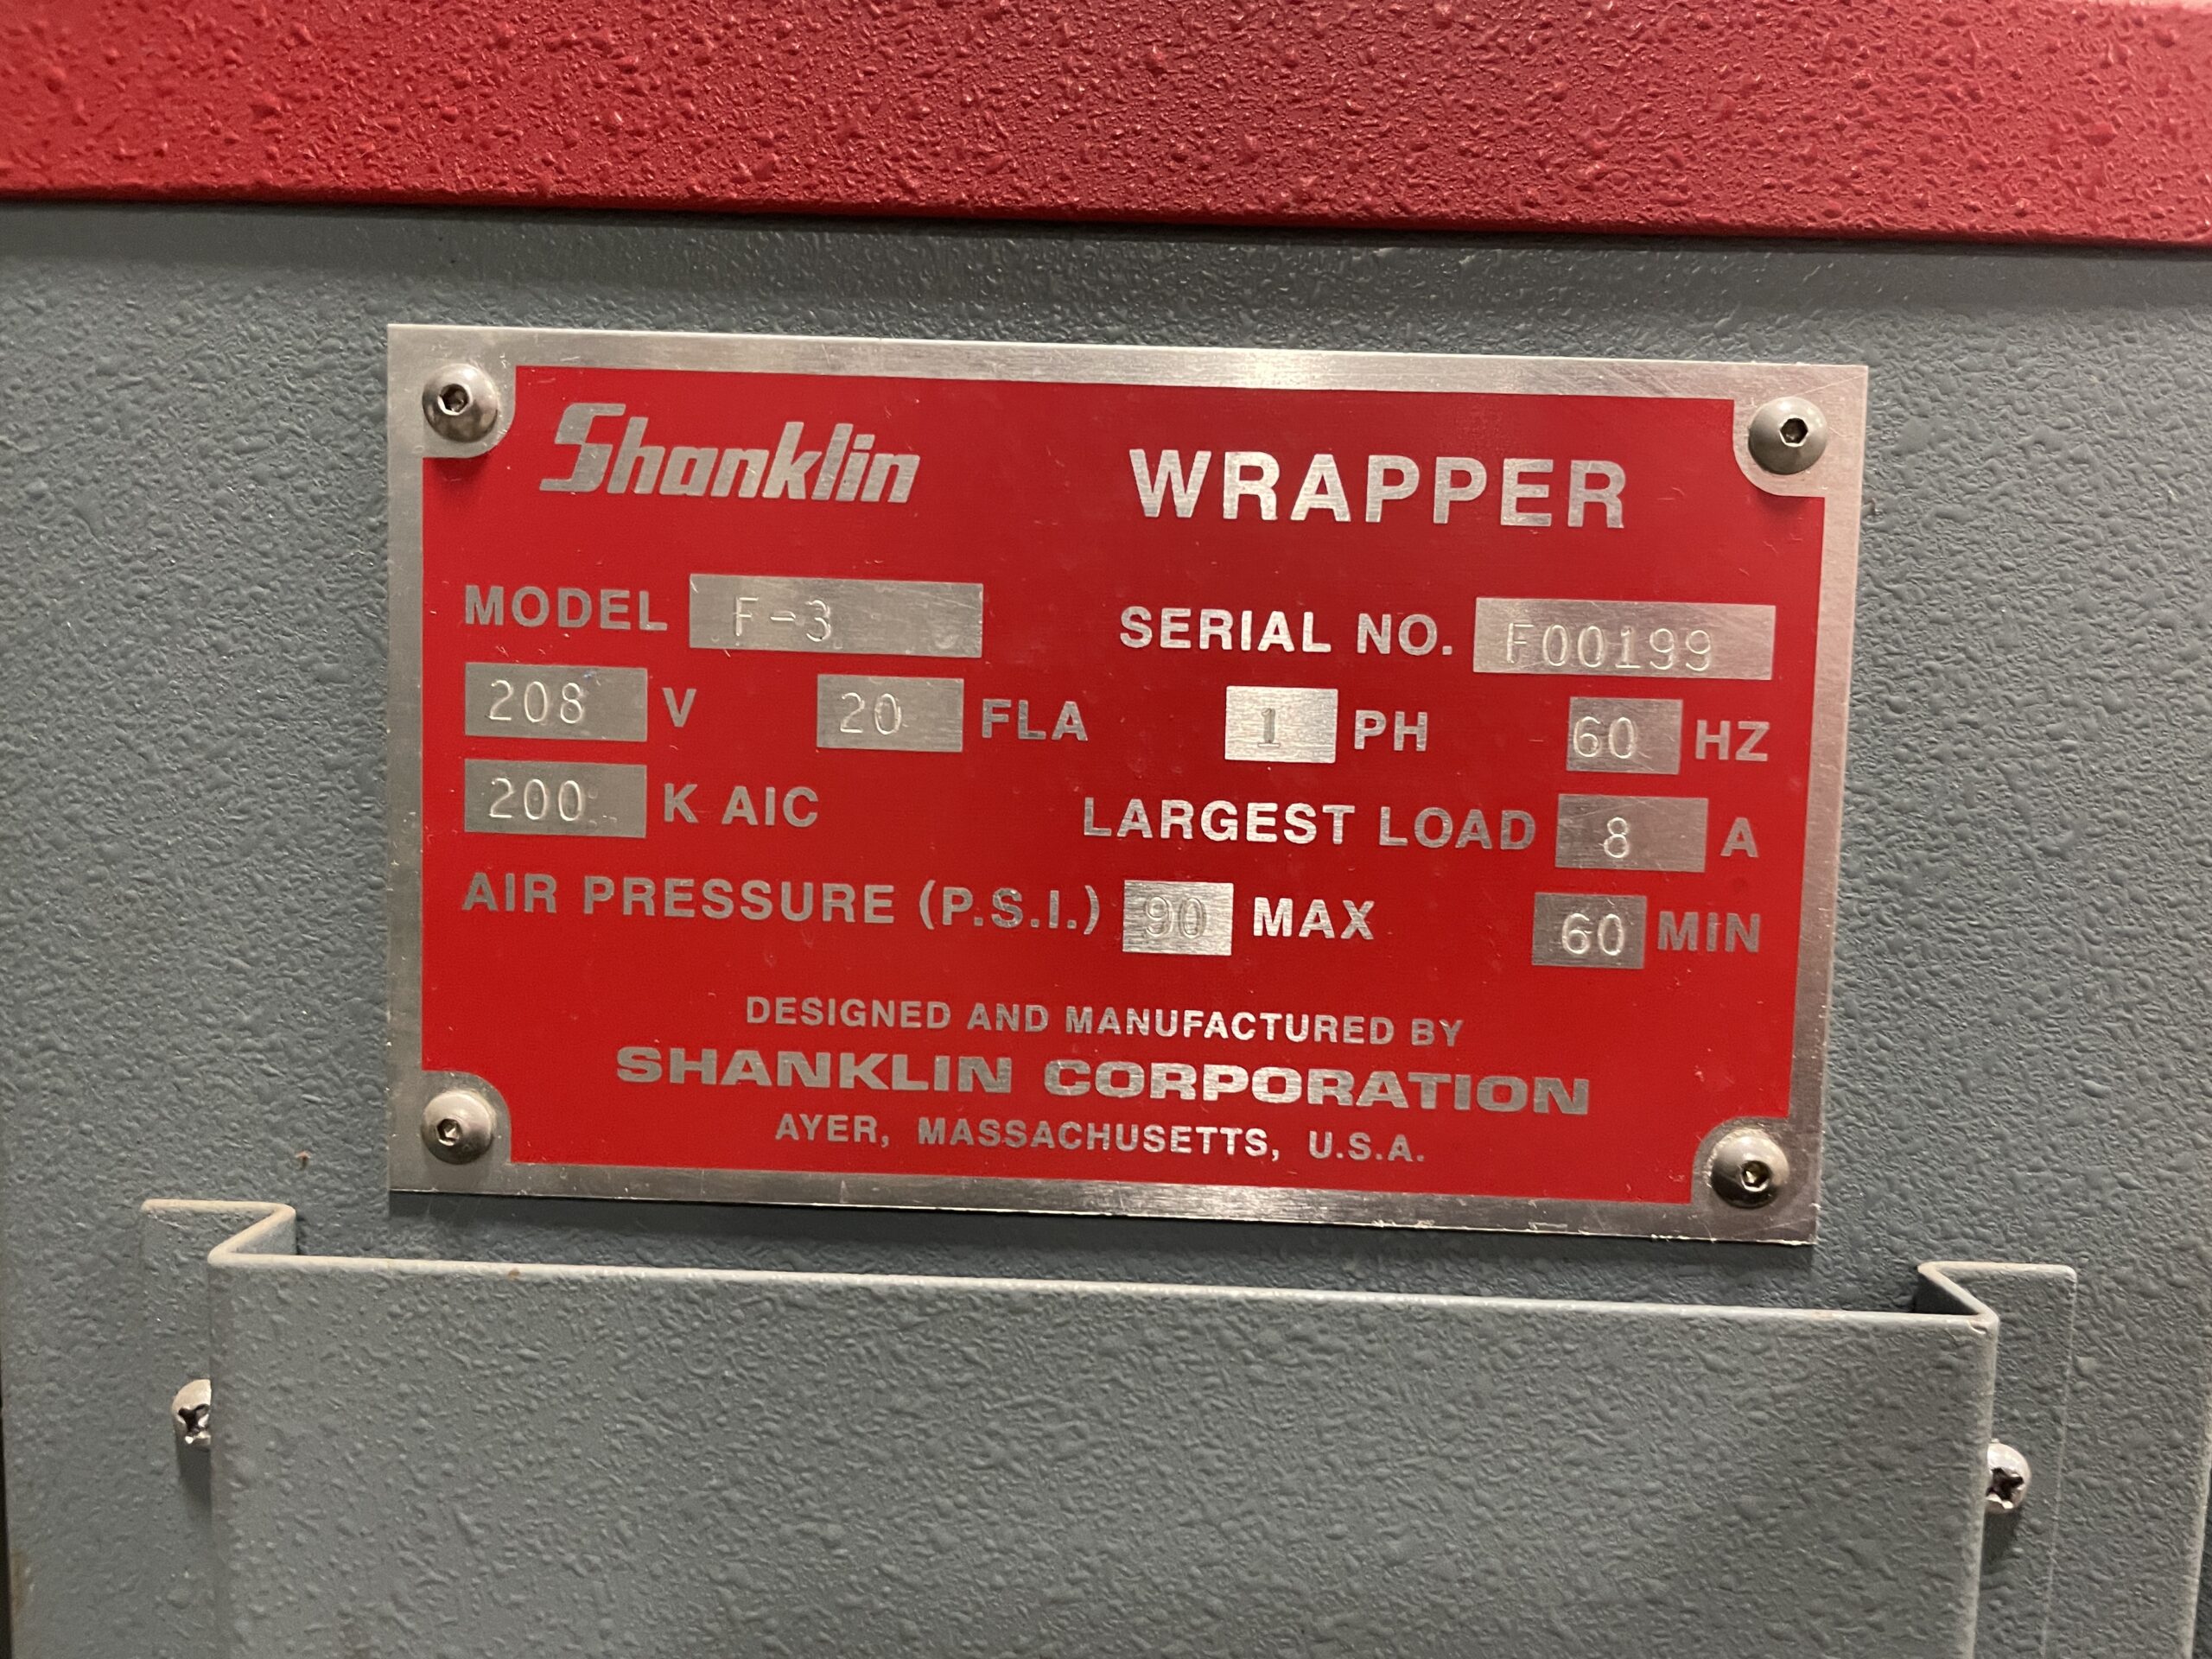 Shanklin WRAPPER
MODEL F-3 SERIAL NO. F00199
208 V 20 FLA 1 PH 60 HZ
200 K AIC LARGEST LOAD 8 A
AIR PRESSURE (P.S.I.) 90 MAX 60 MIN
DESIGNED AND MANUFACTURED BY
SHANKLIN CORPORATION
AYER, MASSACHUSETTS, U.S.A.